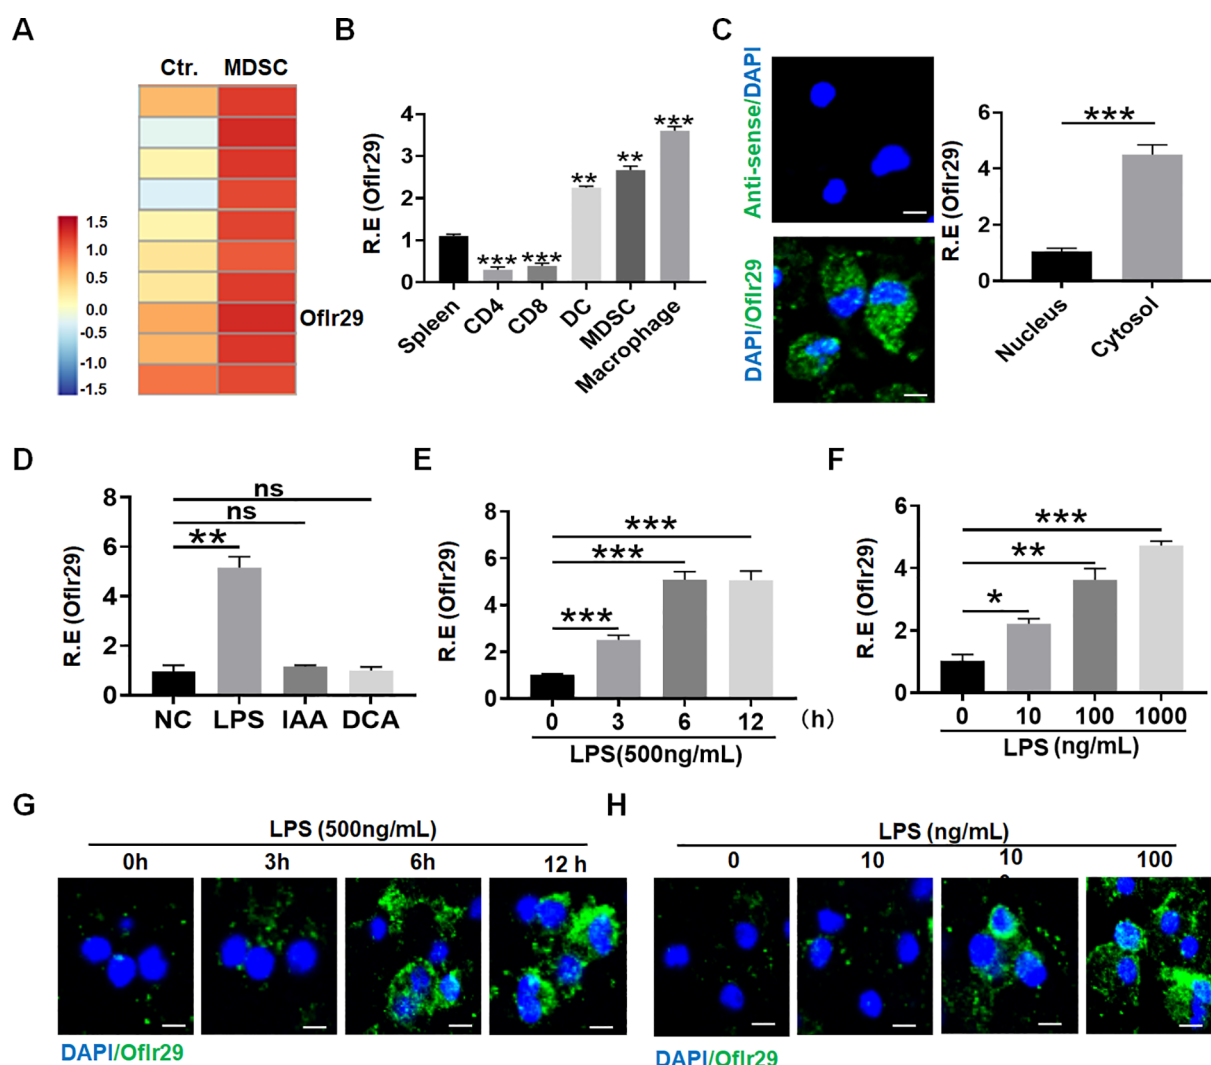 A
Ctr. MDSC
1.5
1.0
0.5
0.0
-0.5
-1.0
-1.5
Oflr29
B
R.E (Oflr29)
4
3
2
1
0
***
***
**
**
***
Spleen
CD4
CD8
DC
MDSC
Macrophage
C
Anti-sense/DAPI
DAPI/Oflr29
R.E (Oflr29)
6
4
2
0
***
Nucleus
Cytosol
D
R.E (Oflr29)
8
6
4
2
0
ns
ns
**
NC LPS IAA DCA
E
R.E (Oflr29)
8
6
4
2
0
***
***
***
0 3 6 12 (h)
LPS(500ng/mL)
F
R.E (Oflr29)
6
4
2
0
***
**
*
0 10 100 1000
LPS (ng/mL)
G
LPS (500ng/mL)
0h 3h 6h 12 h
DAPI/Oflr29
H
LPS (ng/mL)
0 10 10 100
DAPI/Oflr29